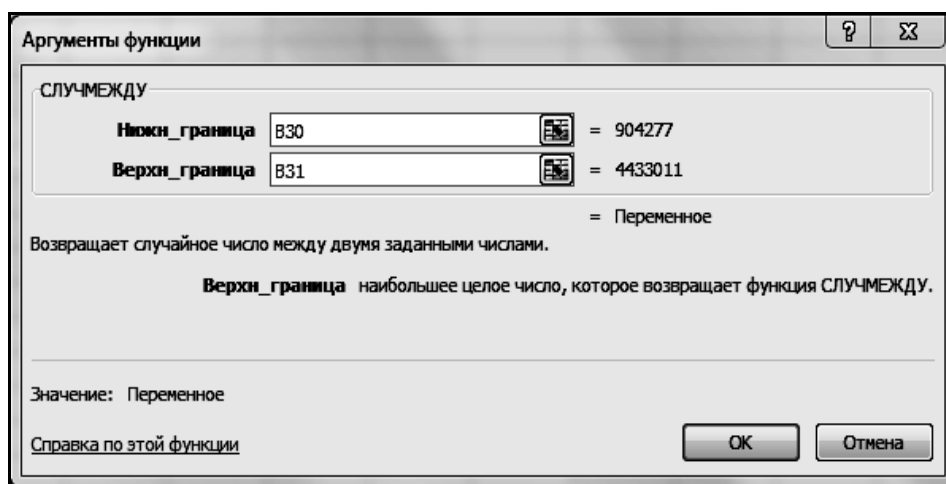 Аргументы функции
СЛУЧМЕЖДУ
Нижн_граница B30 = 904277
Верхн_граница B31 = 4433011
= Переменное
Возвращает случайное число между двумя заданными числами.
Верхн_граница наибольшее целое число, которое возвращает функция СЛУЧМЕЖДУ.
Значение: Переменное
Справка по этой функции OK Отмена